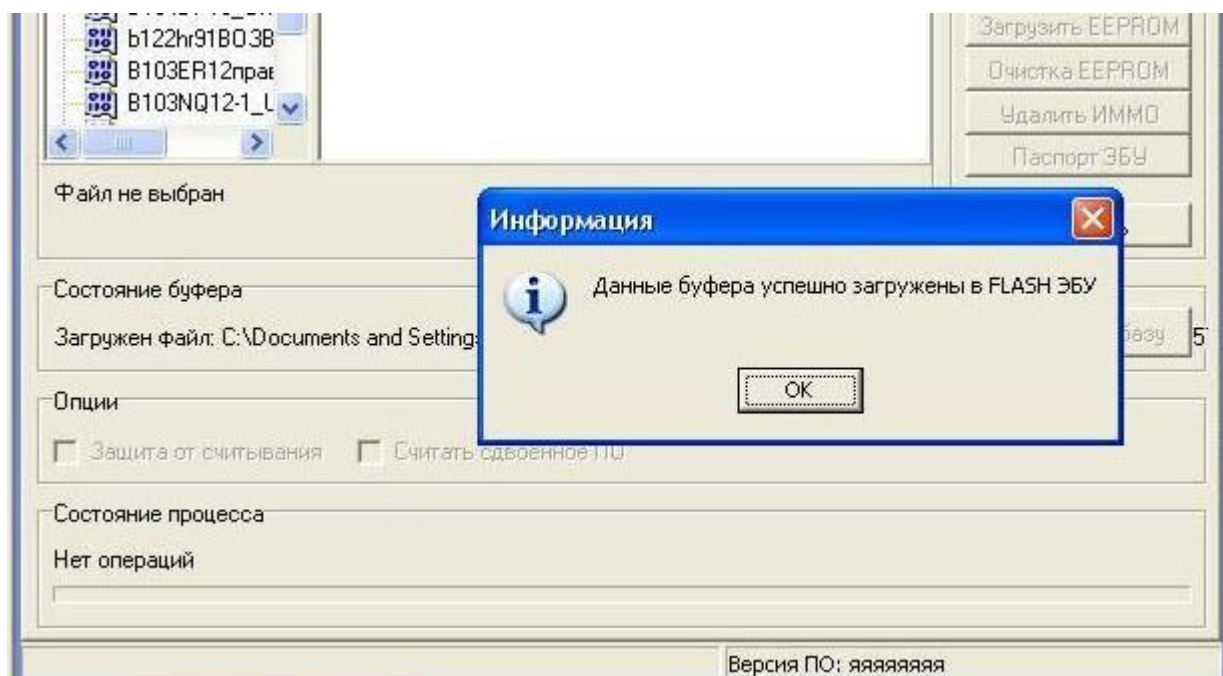 Загрузить EEPROM
b122hr91BO3B
B103ER12прав
Очистка EEPROM
B103NQ12-1_L
Удалить ИММО
Паспорт ЭБУ
Файл не выбран
Информация
Данные буфера успешно загружены в FLASH ЭБУ
OK
Состояние буфера
Загружен файл: C:\Documents and Settings
базу
Опции
Защита от считывания
Считать сдвоенное ПО
Состояние процесса
Нет операций
Версия ПО: яяяяяяяя